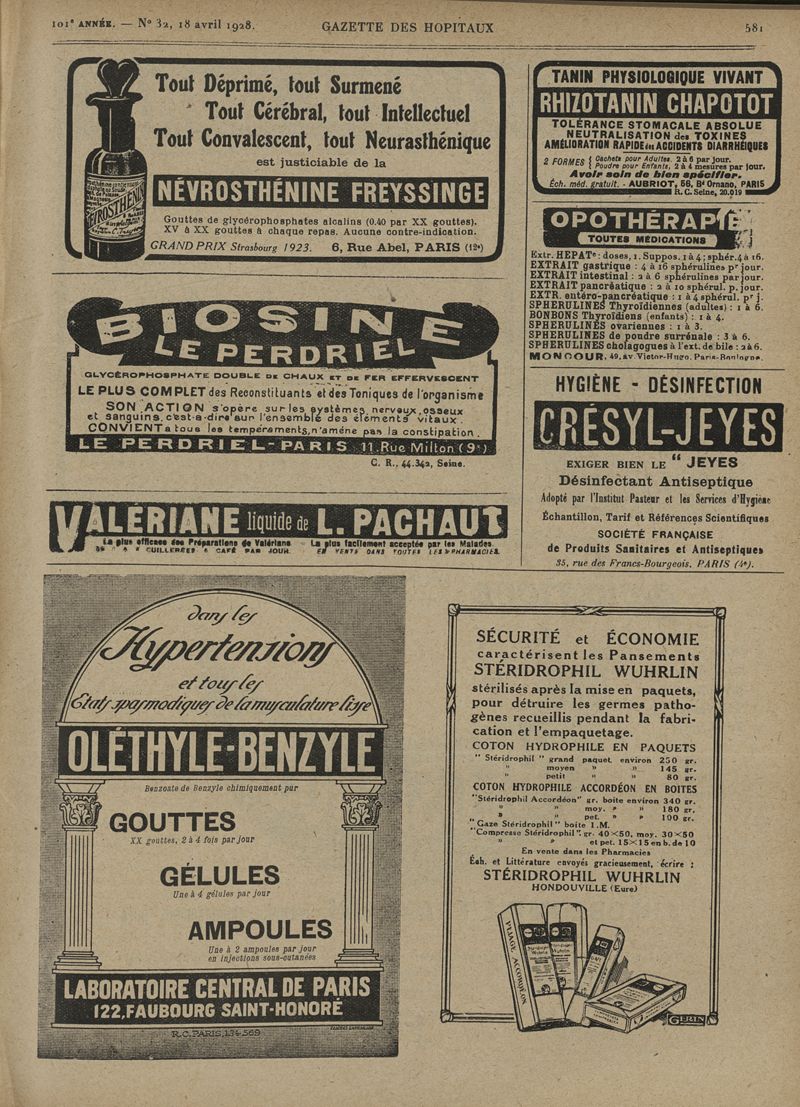 101e ANNÉE. — N° 32, 18 avril 1928.
GAZETTE DES HOPITAUX
581
Tout Déprimé, tout Surmené
Tout Cérébral, tout Intellectuel
Tout Convalescent, tout Neurasthénique
est justiciable de la
NÉVROSTHÉNINE FREYSSINGE
Gouttes de glycérophosphates alcalins (0.40 par XX gouttes).
XV à XX gouttes à chaque repas. Aucune contre-indication.
GRAND PRIX Strasbourg 1923. 6, Rue Abel, PARIS (12e)
BIOSINE
LE PERDRIEL
GLYCÉROPHOSPHATE DOUBLE DE CHAUX ET DE FER EFFERVESCENT
LE PLUS COMPLET des Reconstituants et des Toniques de l'organisme
SON ACTION s'opère sur les systèmes nerveux, osseux
et sanguins, c'est-a-dire sur l'ensemble des éléments vitaux.
CONVIENT a tous les tempéraments, n'amène pas la constipation.
LE PERDRIEL-PARIS 11, Rue Milton (9e)
C. R., 44.342, Seine.
VALÉRIANE liquide de L. PACHAUT
La plus efficace des Préparations de Valériane - La plus facilement acceptée par les Malades.
CUILLERÉES A CAFÉ PAR JOUR. EN VENTE DANS TOUTES LES PHARMACIES.
TANIN PHYSIOLOGIQUE VIVANT
RHIZOTANIN CHAPOTOT
TOLÉRANCE STOMACALE ABSOLUE
NEUTRALISATION des TOXINES
AMÉLIORATION RAPIDE des ACCIDENTS DIARRHÉIQUES
2 FORMES { Cachets pour Adultes, 2 à 6 par jour.
Poudre pour Enfants, 2 à 4 mesures par jour.
Avoir soin de bien spécifier.
Éch. méd. gratuit. - AUBRIOT, 56, Bd Ornano, PARIS
R. C. Seine, 20.019
OPOTHÉRAPIE
TOUTES MÉDICATIONS
Extr. HEPATe: doses, 1. Suppos. 1 à 4; sphér. 4 à 16.
EXTRAIT gastrique : 4 à 16 sphérulines pr jour.
EXTRAIT intestinal : 2 à 6 sphérulines par jour.
EXTRAIT pancréatique : 2 à 10 sphérul. p. jour.
EXTR. entéro-pancréatique : 1 à 4 sphérul. pr j.
SPHERULINES Thyroïdiennes (adultes) : 1 à 6.
BONBONS Thyroïdiens (enfants) : 1 à 4.
SPHERULINES ovariennes : 1 à 3.
SPHERULINES de poudre surrénale : 3 à 6.
SPHERULINES cholagogues à l'ext. de bile : 2 à 6.
MONCOUR, 49, av. Victor-Hugo, Paris-Boulogne.
HYGIÈNE - DÉSINFECTION
CRÉSYL-JEYES
EXIGER BIEN LE " JEYES
Désinfectant Antiseptique
Adopté par l'Institut Pasteur et les Services d'Hygiène
Échantillon, Tarif et Références Scientifiques
SOCIÉTÉ FRANÇAISE
de Produits Sanitaires et Antiseptiques
35, rue des Francs-Bourgeois, PARIS (4e).
dans les
Hypertensions
et tous les
États spasmodiques de la musculature lisse
OLÉTHYLE-BENZYLE
Benzoate de Benzyle chimiquement pur
GOUTTES
XX gouttes, 2 à 4 fois par jour
GÉLULES
Une à 4 gélules par jour
AMPOULES
Une à 2 ampoules par jour
en injections sous-cutanées
LABORATOIRE CENTRAL DE PARIS
122, FAUBOURG SAINT-HONORÉ
R.C. PARIS, 134-569
SÉCURITÉ et ÉCONOMIE
caractérisent les Pansements
STÉRIDROPHIL WUHRLIN
stérilisés après la mise en paquets,
pour détruire les germes patho-
gènes recueillis pendant la fabri-
cation et l'empaquetage.
COTON HYDROPHILE EN PAQUETS
" Stéridrophil " grand paquet environ 250 gr.
" moyen " " 145 gr.
" petit " " 80 gr.
COTON HYDROPHILE ACCORDÉON EN BOITES
"Stéridrophil Accordéon" gr. boite environ 340 gr.
" " moy. " " 180 gr.
" " pet. " " 100 gr.
"Gaze Stéridrophil" boite 1 M.
"Compresse Stéridrophil": gr. 40×50, moy. 30×50
" " et pet. 15×15 en b. de 10
En vente dans les Pharmacies
Éch. et Littérature envoyés gracieusement, écrire :
STÉRIDROPHIL WUHRLIN
HONDOUVILLE (Eure)
GERIN